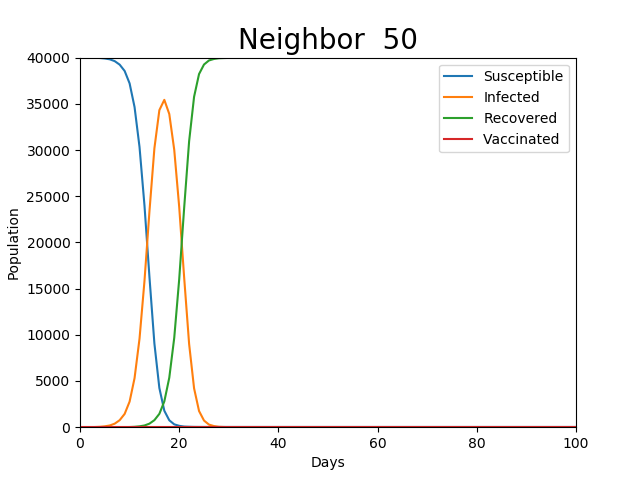 Neighbor  50
40000
35000
30000
25000
20000
15000
10000
5000
0
Population
0 20 40 60 80 100
Days
Susceptible
Infected
Recovered
Vaccinated